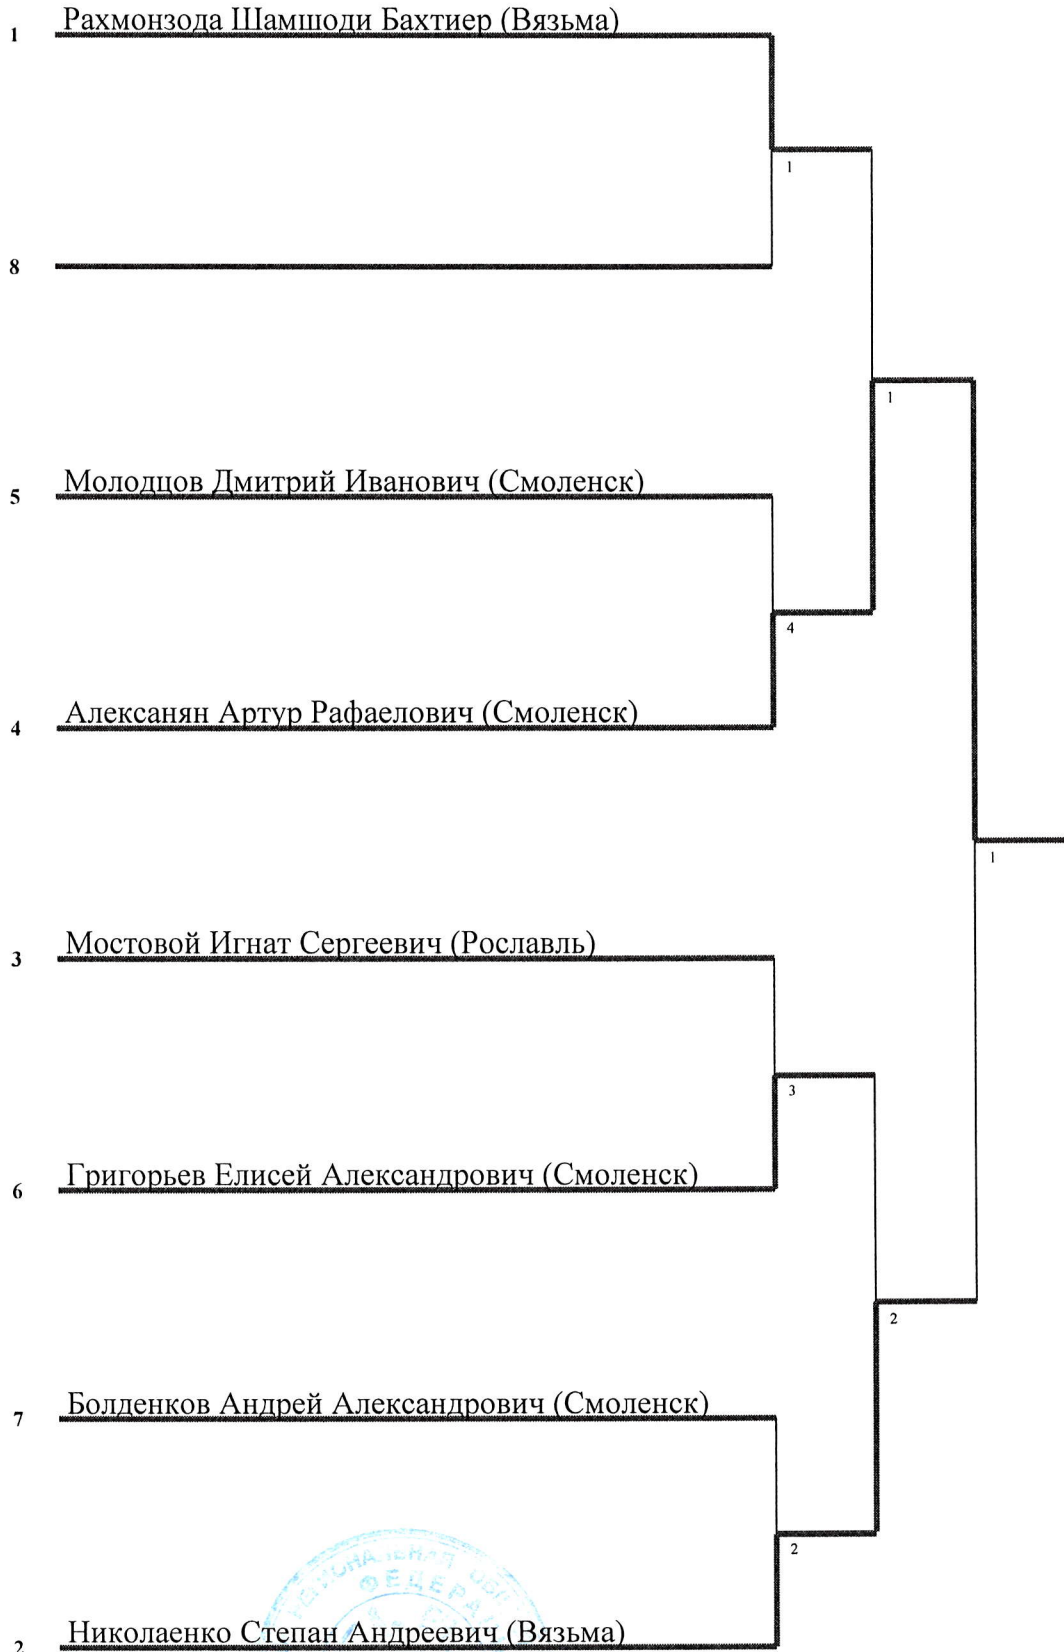 1 Рахмонзода Шамшоди Бахтиер (Вязьма)
1
8
1
5 Молодцов Дмитрий Иванович (Смоленск)
4
4 Алексанян Артур Рафаелович (Смоленск)
1
3 Мостовой Игнат Сергеевич (Рославль)
3
6 Григорьев Елисей Александрович (Смоленск)
2
7 Болденков Андрей Александрович (Смоленск)
2
ФЕДЕРА
2 Николаенко Степан Андреевич (Вязьма)